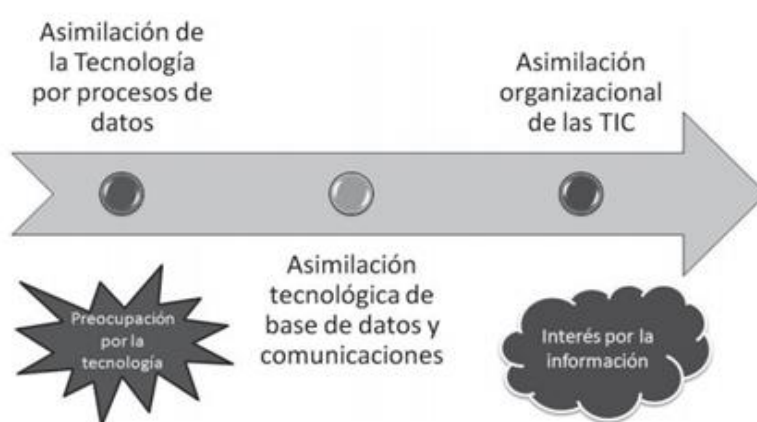 Asimilación de
la Tecnología
por procesos de
datos
Asimilación
organizacional
de las TIC
Preocupación
por la
tecnología
Asimilación
tecnológica de
base de datos y
comunicaciones
Interés por la
información